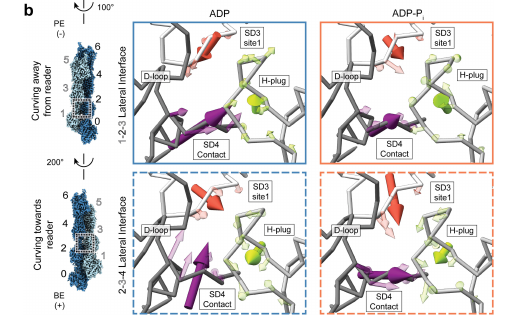 b
100°
ADP
ADP-Pi
PE
(-)
6
5
4
3
2
1
0
Curving away
from reader
1-2-3 Lateral Interface
D-loop
SD3
site1
H-plug
SD4
Contact
D-loop
SD3
site1
H-plug
SD4
Contact
200°
6
5
4
3
2
1
0
BE
(+)
Curving towards
reader
2-3-4 Lateral Interface
D-loop
SD3
site1
H-plug
SD4
Contact
D-loop
SD3
site1
H-plug
SD4
Contact